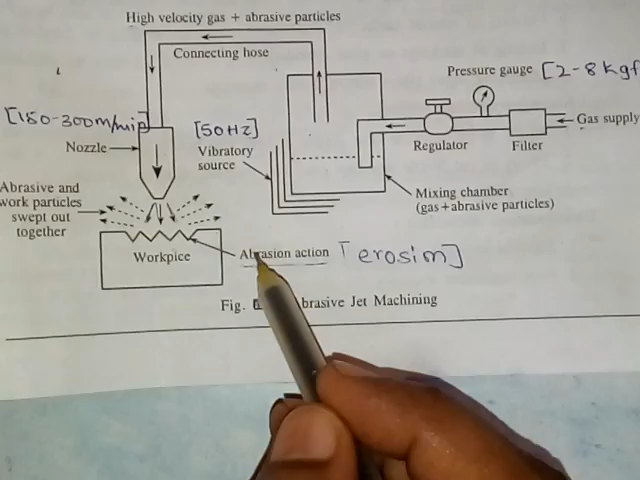 High velocity gas + abrasive particles
Connecting hose
Pressure gauge [2-8 kgf
[150-300m/min]
[50Hz]
Gas supply
Nozzle
Vibratory
source
Regulator
Filter
Abrasive and
work particles
swept out
together
Mixing chamber
(gas+abrasive particles)
Workpice
Abrasion action [erosim]
Fig. brasive Jet Machining